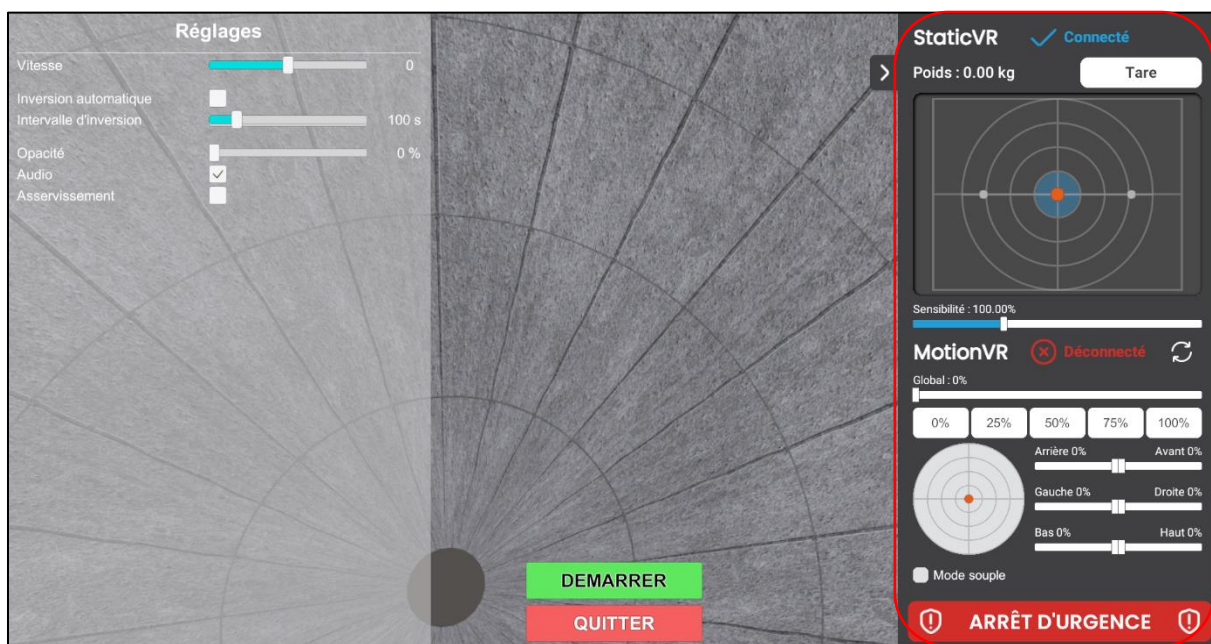 Réglages
Vitesse 0
Inversion automatique
Intervalle d'inversion 100 s
Opacité 0 %
Audio
Asservissement
DEMARRER
QUITTER
StaticVR Connecté
Poids : 0.00 kg Tare
Sensibilité : 100.00%
MotionVR Déconnecté
Global : 0%
0% 25% 50% 75% 100%
Arrière 0% Avant 0%
Gauche 0% Droite 0%
Bas 0% Haut 0%
Mode souple
ARRÊT D'URGENCE